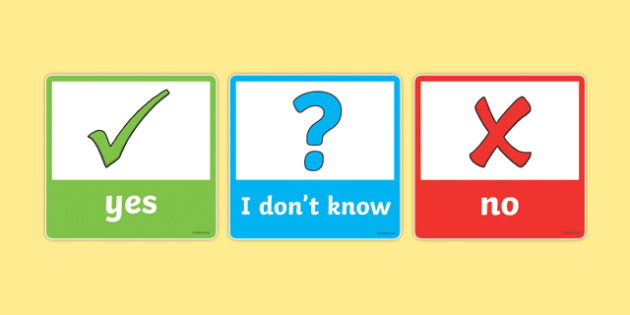 yes
I don't know
no